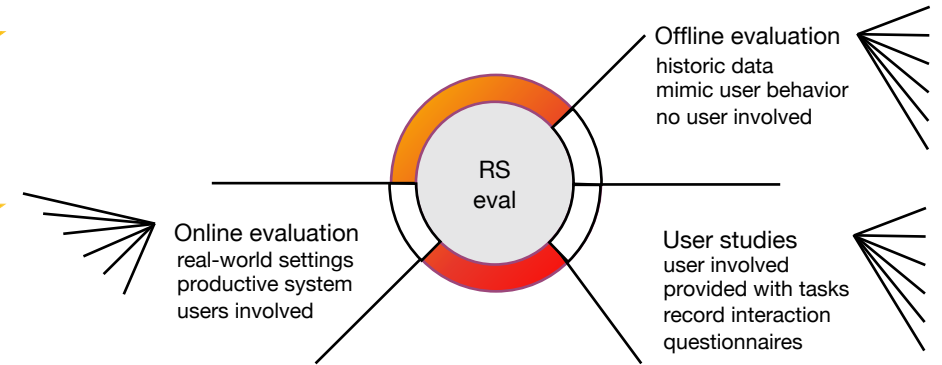 Offline evaluation
historic data
mimic user behavior
no user involved
RS
eval
Online evaluation
real-world settings
productive system
users involved
User studies
user involved
provided with tasks
record interaction
questionnaires